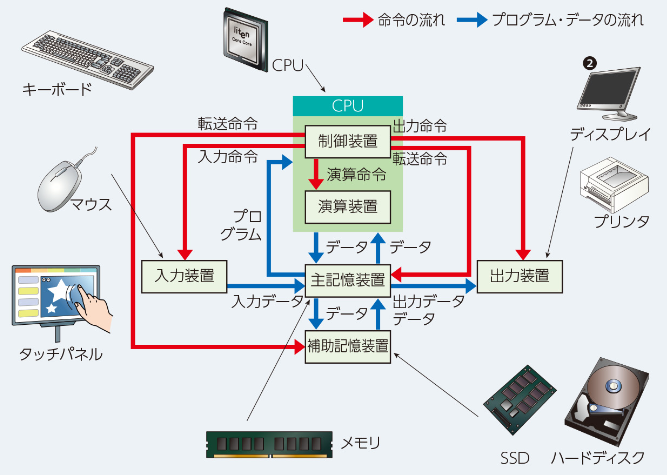 命令の流れ
プログラム・データの流れ
liten
Core Core
CPU
キーボード
❷
ディスプレイ
CPU
転送命令
出力命令
制御装置
入力命令
転送命令
演算命令
マウス
演算装置
プリンタ
プロ
グラム
データ
データ
入力装置
主記憶装置
出力装置
入力データ
データ
出力データ
データ
タッチパネル
補助記憶装置
メモリ
SSD
ハードディスク